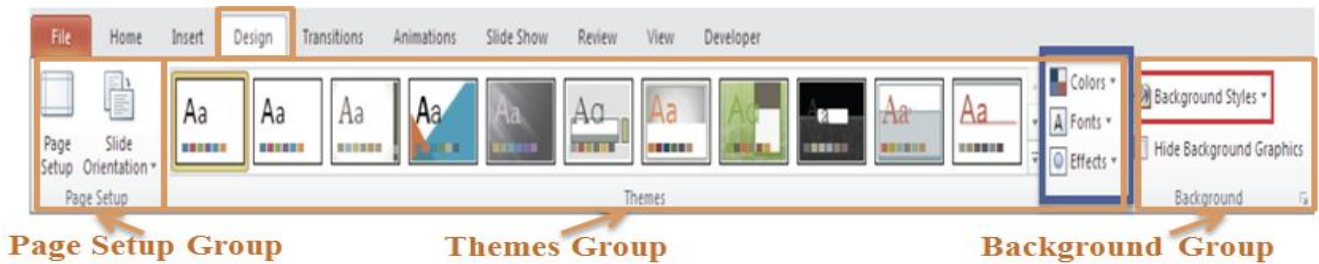 File Home Insert Design Transitions Animations Slide Show Review View Developer
Page Setup
Slide Orientation
Page Setup
Aa Aa Aa Aa Aa Aa Aa Aa Aa Aa
Themes
Colors
Fonts
Effects
Background Styles
Hide Background Graphics
Background
Page Setup Group
Themes Group
Background Group